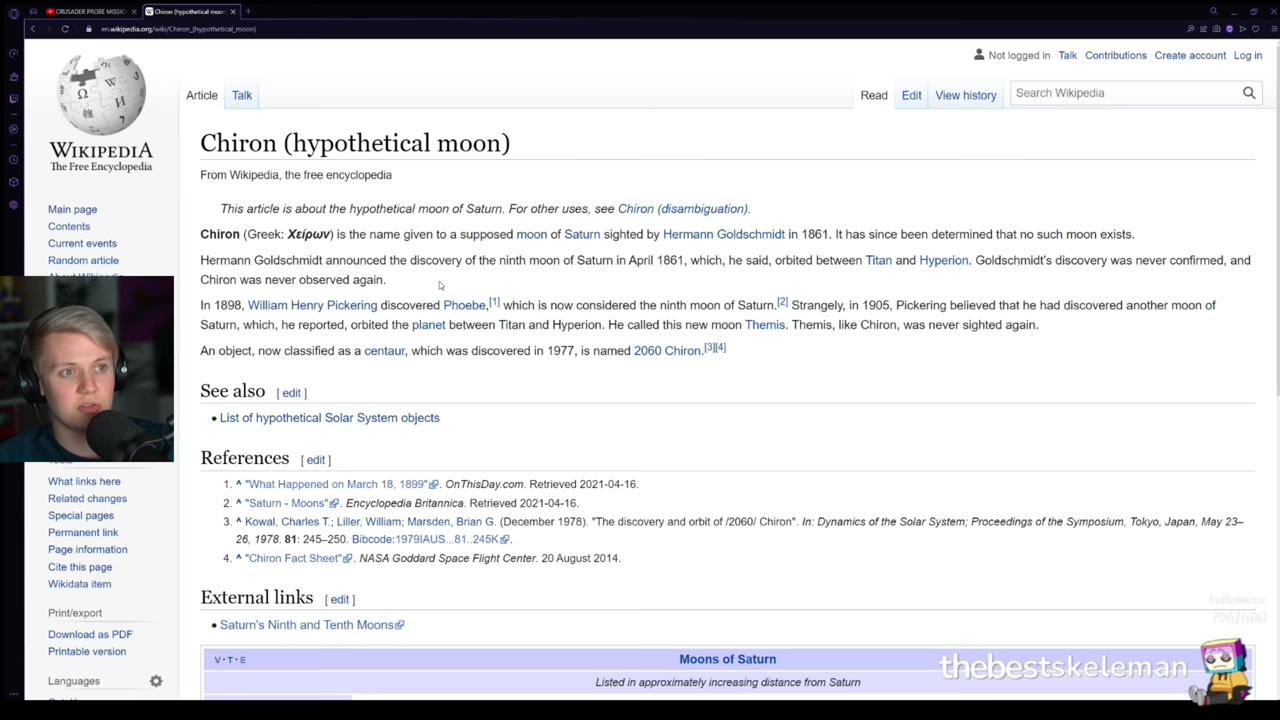 CRUSADER PROBE MISSIO
Chiron (hypothetical moon
en.wikipedia.org/wiki/Chiron_(hypothetical_moon)
Not logged in Talk Contributions Create account Log in
Article Talk Read Edit View history Search Wikipedia
WIKIPEDIA
The Free Encyclopedia
Main page
Contents
Current events
Random article
About Wikipedia
What links here
Related changes
Special pages
Permanent link
Page information
Cite this page
Wikidata item
Print/export
Download as PDF
Printable version
Languages
Chiron (hypothetical moon)
From Wikipedia, the free encyclopedia
This article is about the hypothetical moon of Saturn. For other uses, see Chiron (disambiguation).
Chiron (Greek: Χείρων) is the name given to a supposed moon of Saturn sighted by Hermann Goldschmidt in 1861. It has since been determined that no such moon exists.
Hermann Goldschmidt announced the discovery of the ninth moon of Saturn in April 1861, which, he said, orbited between Titan and Hyperion. Goldschmidt's discovery was never confirmed, and
Chiron was never observed again.
In 1898, William Henry Pickering discovered Phoebe,[1] which is now considered the ninth moon of Saturn.[2] Strangely, in 1905, Pickering believed that he had discovered another moon of
Saturn, which, he reported, orbited the planet between Titan and Hyperion. He called this new moon Themis. Themis, like Chiron, was never sighted again.
An object, now classified as a centaur, which was discovered in 1977, is named 2060 Chiron.[3][4]
See also [ edit ]
• List of hypothetical Solar System objects
References [ edit ]
1. ^ "What Happened on March 18, 1899". OnThisDay.com. Retrieved 2021-04-16.
2. ^ "Saturn - Moons". Encyclopedia Britannica. Retrieved 2021-04-16.
3. ^ Kowal, Charles T.; Liller, William; Marsden, Brian G. (December 1978). "The discovery and orbit of /2060/ Chiron". In: Dynamics of the Solar System; Proceedings of the Symposium, Tokyo, Japan, May 23–
26, 1978. 81: 245–250. Bibcode:1979IAUS...81..245K.
4. ^ "Chiron Fact Sheet". NASA Goddard Space Flight Center. 20 August 2014.
External links [ edit ]
• Saturn's Ninth and Tenth Moons
V·T·E Moons of Saturn
Listed in approximately increasing distance from Saturn
Followers:
thebestskeleman